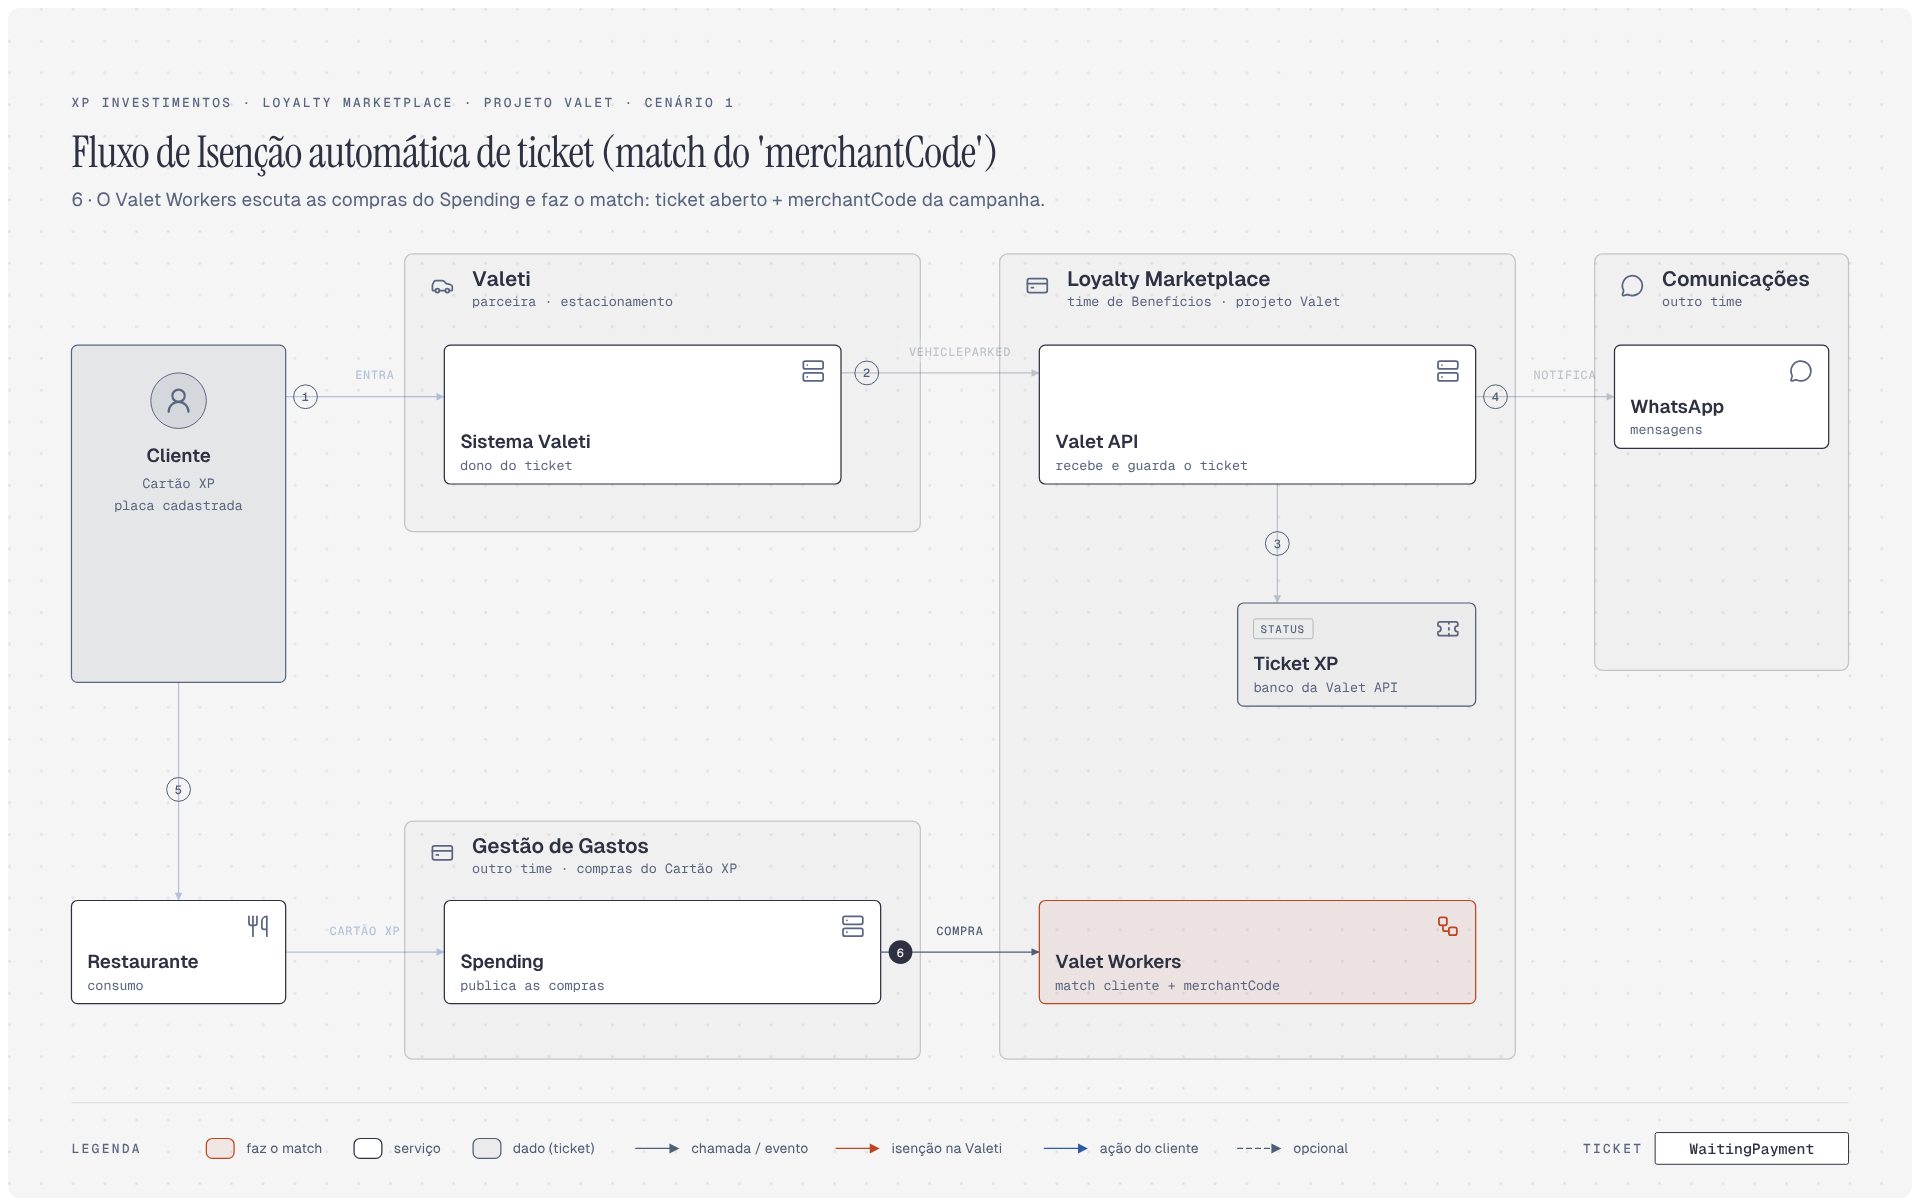 XP INVESTIMENTOS · LOYALTY MARKETPLACE · PROJETO VALET · CENÁRIO 1
Fluxo de Isenção automática de ticket (match do 'merchantCode')
6 · O Valet Workers escuta as compras do Spending e faz o match: ticket aberto + merchantCode da campanha.
Valeti
parceira · estacionamento
Loyalty Marketplace
time de Benefícios · projeto Valet
Comunicações
outro time
Cliente
Cartão XP
placa cadastrada
1
ENTRA
Sistema Valeti
dono do ticket
2
VEHICLEPARKED
Valet API
recebe e guarda o ticket
4
NOTIFICA
WhatsApp
mensagens
3
STATUS
Ticket XP
banco da Valet API
5
Gestão de Gastos
outro time · compras do Cartão XP
Restaurante
consumo
CARTÃO XP
Spending
publica as compras
6
COMPRA
Valet Workers
match cliente + merchantCode
LEGENDA
faz o match
serviço
dado (ticket)
chamada / evento
isenção na Valeti
ação do cliente
opcional
TICKET
WaitingPayment